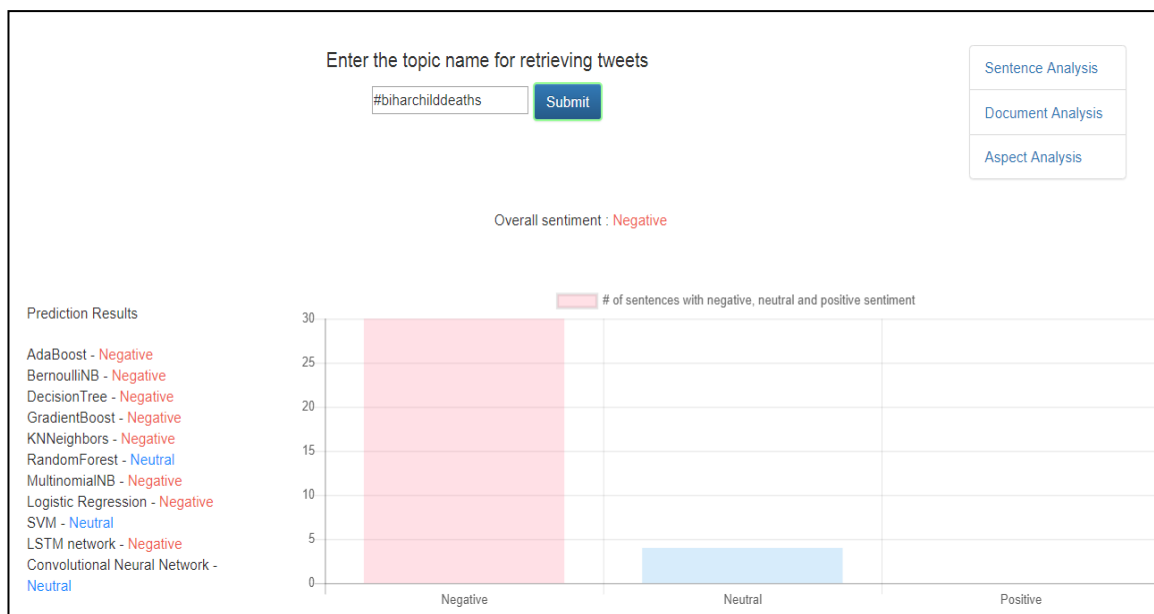 Enter the topic name for retrieving tweets
#biharchilddeaths
Submit
Sentence Analysis
Document Analysis
Aspect Analysis
Overall sentiment : Negative
Prediction Results
AdaBoost - Negative
BernoulliNB - Negative
DecisionTree - Negative
GradientBoost - Negative
KNNeighbors - Negative
RandomForest - Neutral
MultinomialNB - Negative
Logistic Regression - Negative
SVM - Neutral
LSTM network - Negative
Convolutional Neural Network -
Neutral
# of sentences with negative, neutral and positive sentiment
30
25
20
15
10
5
0
Negative
Neutral
Positive